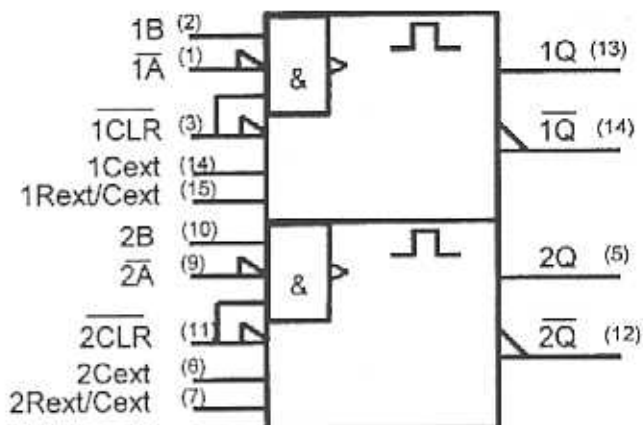 1B (2)
1A̅ (1)
&
1Q (13)
1CLR (3)
1Q̅ (14)
1Cext (14)
1Rext/Cext (15)
2B (10)
2A̅ (9)
&
2Q (5)
2CLR (11)
2Q̅ (12)
2Cext (6)
2Rext/Cext (7)